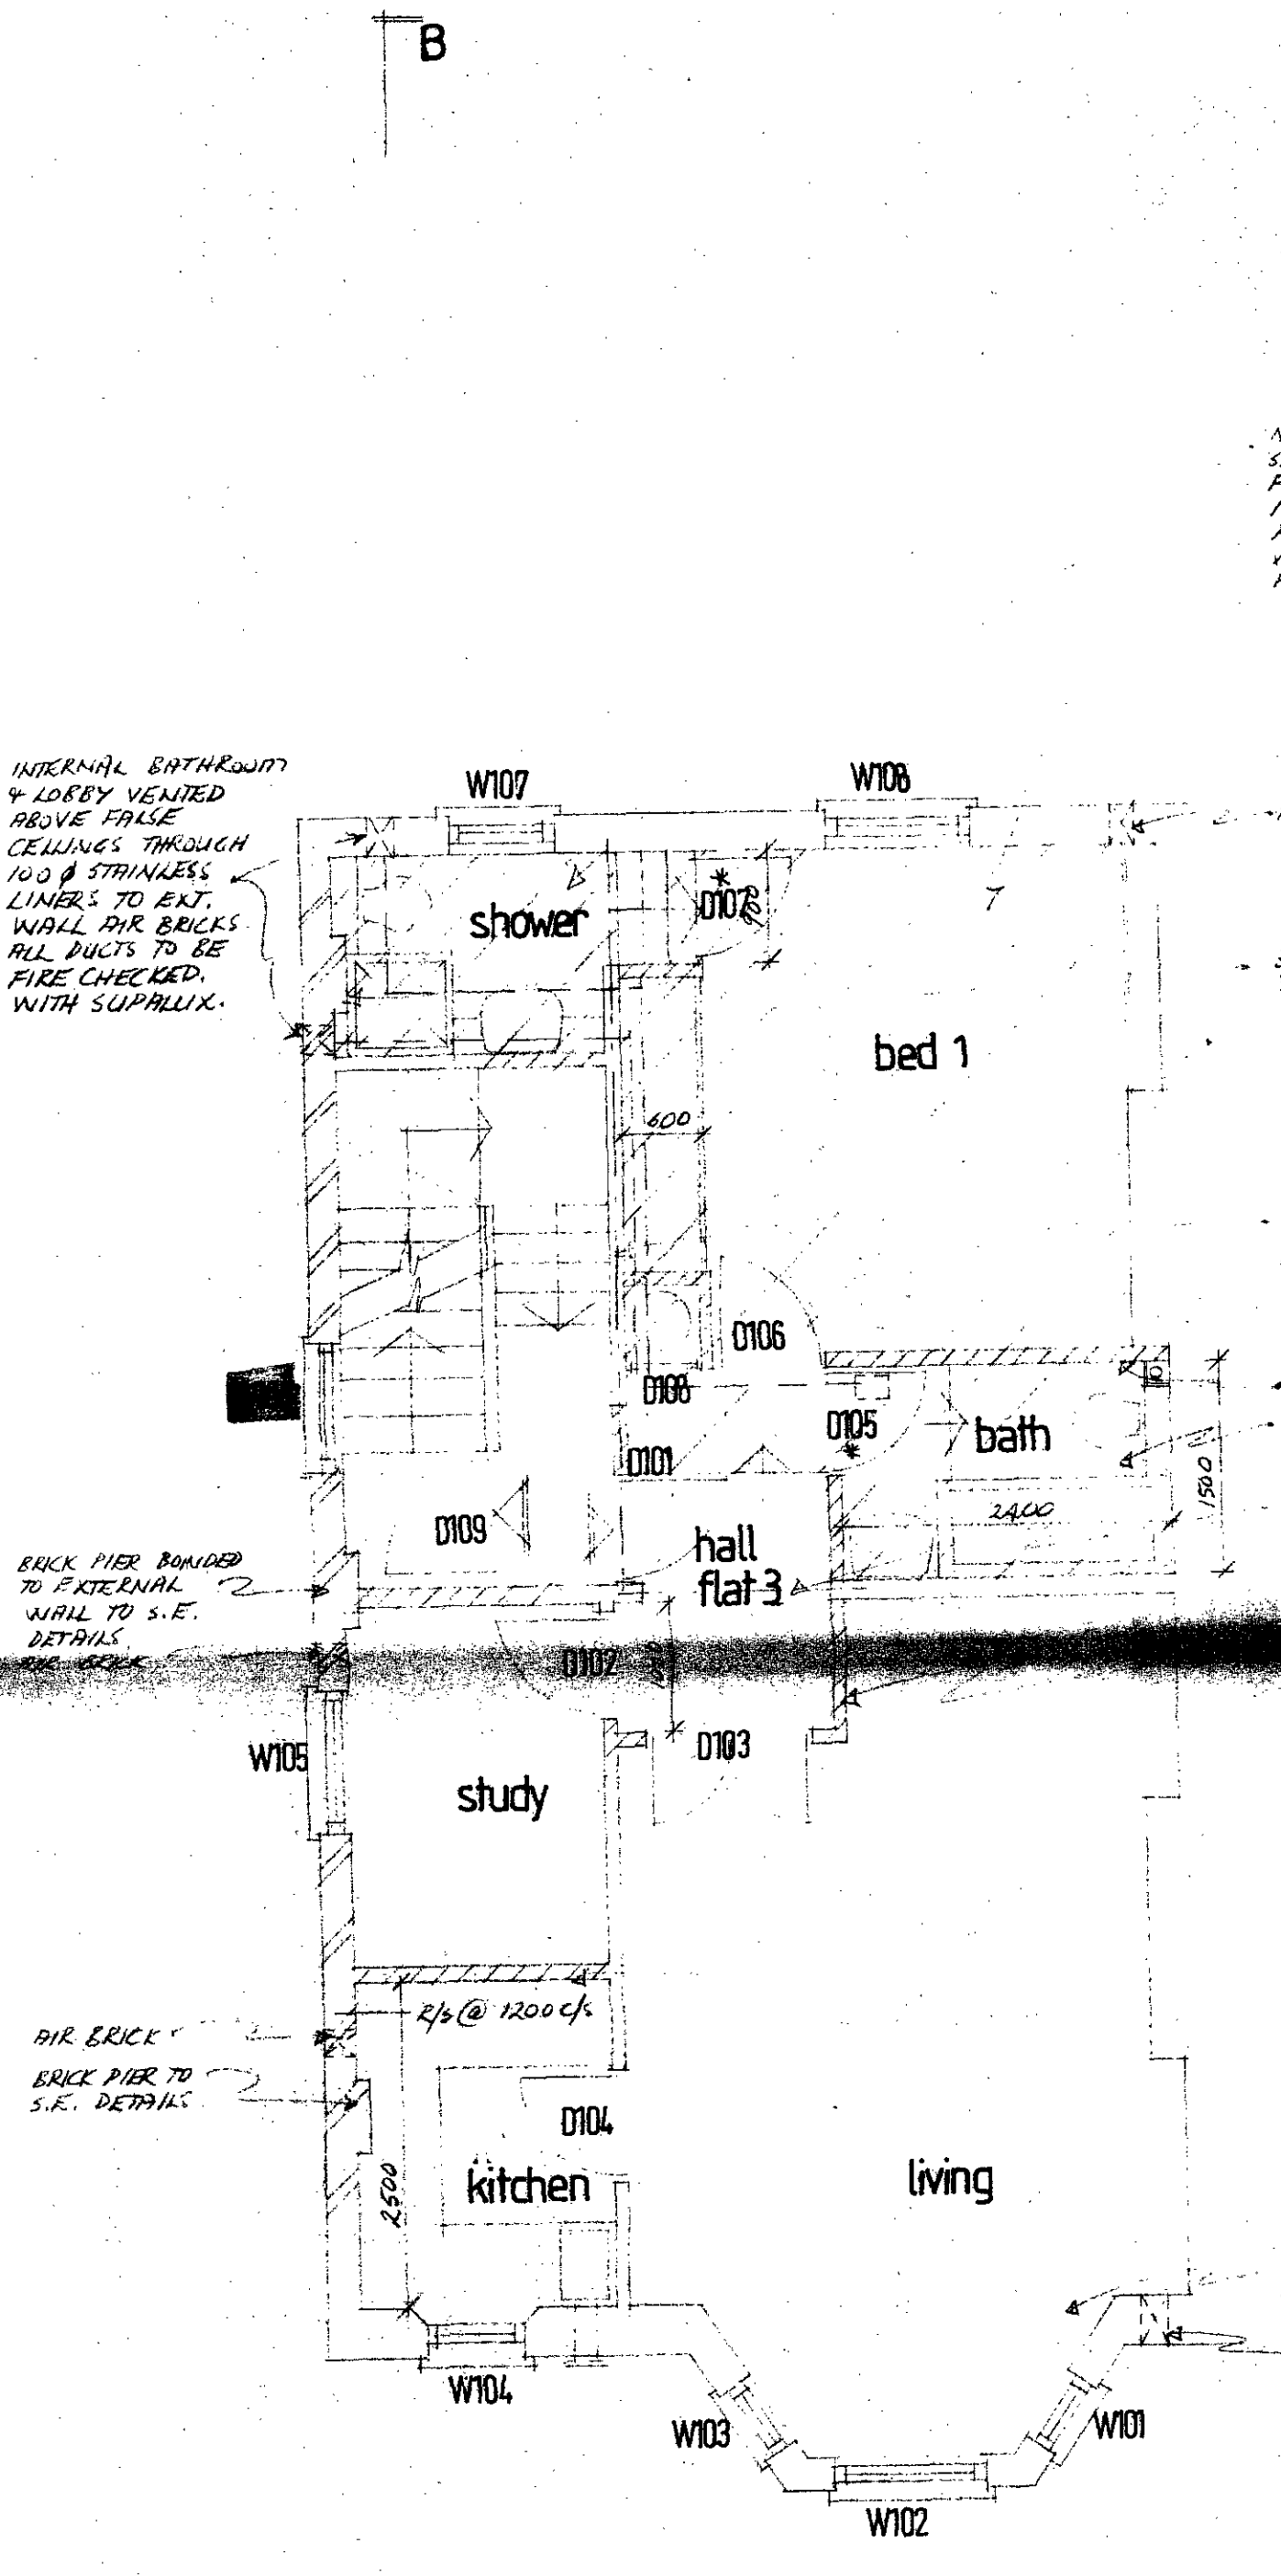 B
INTERNAL BATHROOM
& LOBBY VENTED
ABOVE FALSE
CEILINGS THROUGH
100 ϕ STAINLESS
LINERS TO EXT.
WALL AIR BRICKS.
ALL DUCTS TO BE
FIRE CHECKED.
WITH SUPALUX.
W107
W108
shower
*
D107
bed 1
600
D106
D108
D105
*
bath
D101
2400
1500
D109
hall
flat 3
BRICK PIER BONDED
TO EXTERNAL
WALL TO S.E.
DETAILS.
AIR BRICK
D102
D103
W105
study
R/S @ 1200 c/s
AIR BRICK
BRICK PIER TO
S.E. DETAILS
D104
2500
kitchen
living
W104
W103
W101
W102